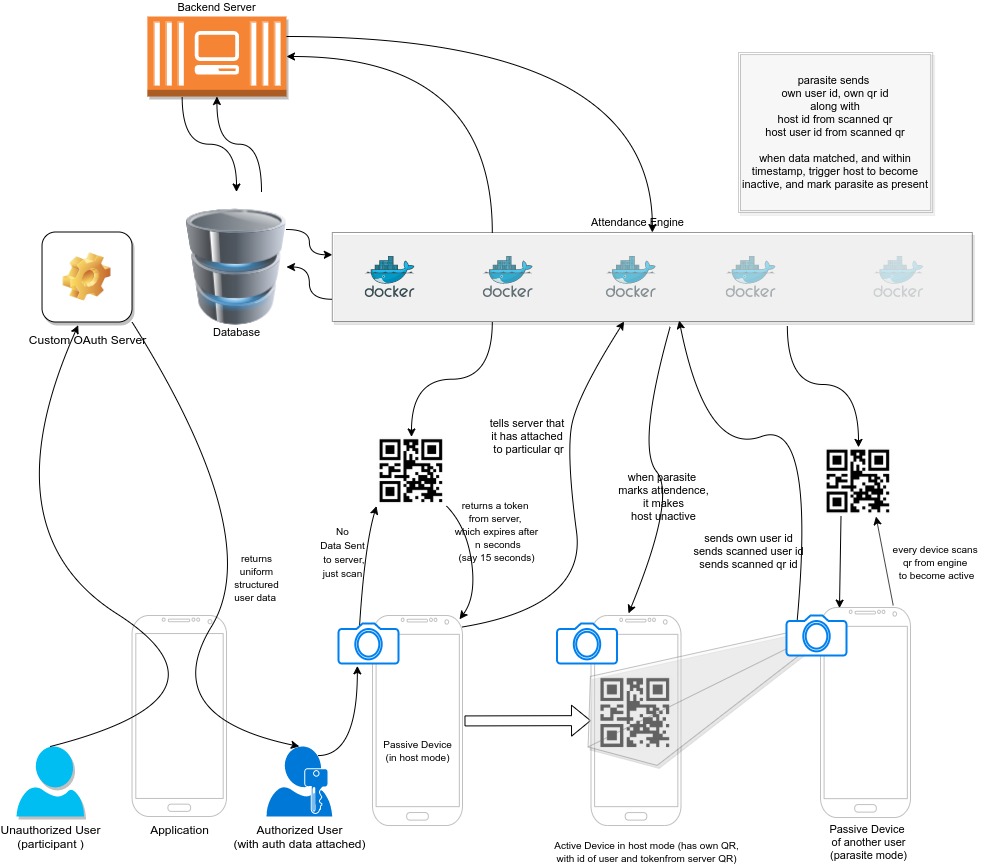 Backend Server
parasite sends
own user id, own qr id
along with
host id from scanned qr
host user id from scanned qr
when data matched, and within
timestamp, trigger host to become
inactive, and mark parasite as present
Attendance Engine
docker
docker
docker
docker
docker
Database
Custom OAuth Server
tells server that
it has attached
to particular qr
when parasite
marks attendence,
it makes
host unactive
returns a token
from server,
which expires after
n seconds
(say 15 seconds)
No
Data Sent
to server,
just scan
sends own user id
sends scanned user id
sends scanned qr id
every device scans
qr from engine
to become active
returns
uniform
structured
user data
Passive Device
(in host mode)
Unauthorized User
(participant )
Application
Authorized User
(with auth data attached)
Active Device in host mode (has own QR,
with id of user and tokenfrom server QR)
Passive Device
of another user
(parasite mode)